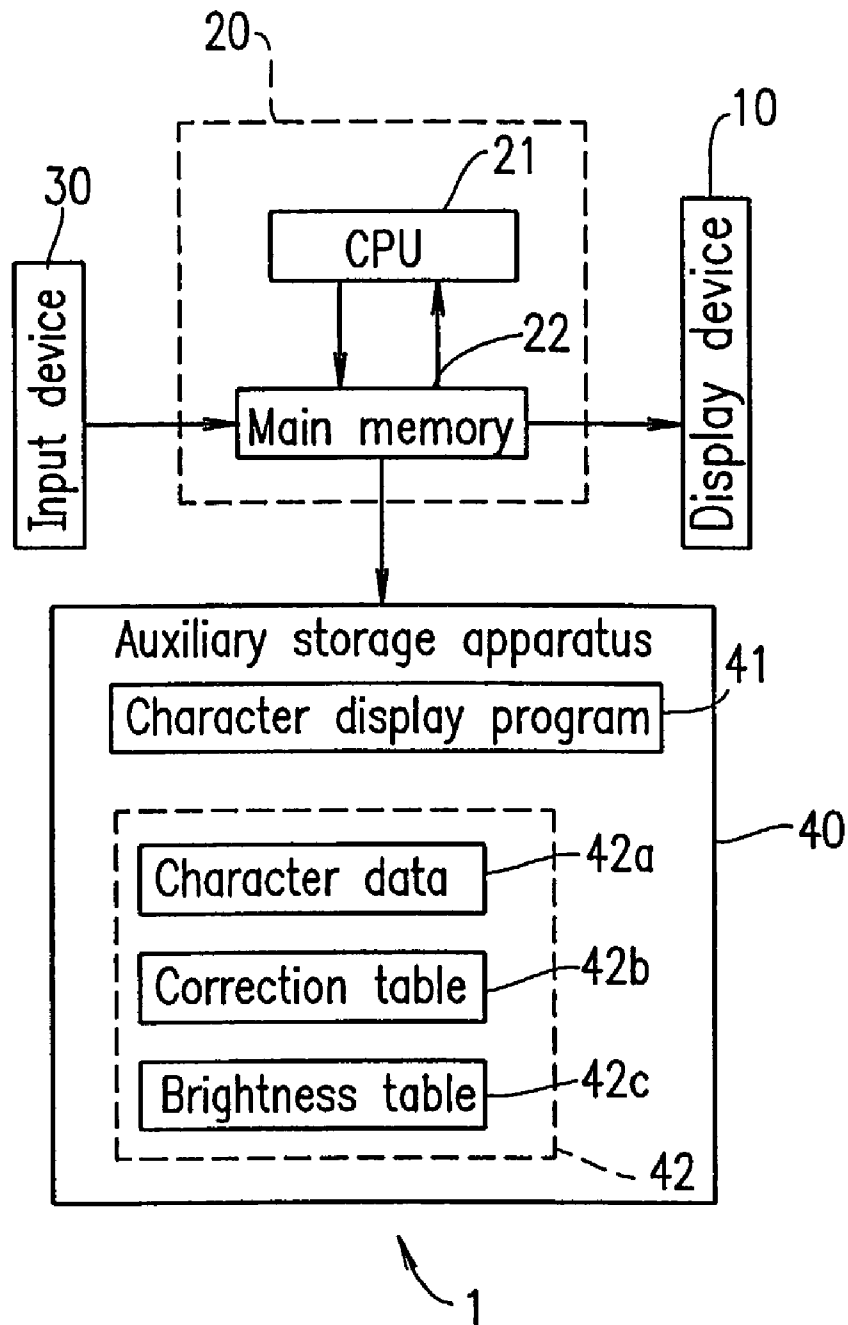 20
10
21
30
CPU
22
Input device
Main memory
Display device
Auxiliary storage apparatus
41
Character display program
40
Character data
42a
Correction table
42b
Brightness table
42c
42
1